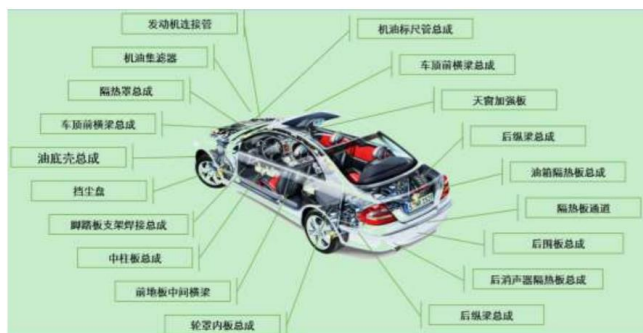 发动机连接管
机油标尺管总成
机油集滤器
车顶前横梁总成
隔热罩总成
天窗加强板
车顶前横梁总成
后纵梁总成
油底壳总成
油箱隔热板总成
挡尘盘
隔热板通道
脚踏板支架焊接总成
后围板总成
中柱板总成
后消声器隔热板总成
前地板中间横梁
后纵梁总成
轮罩内板总成